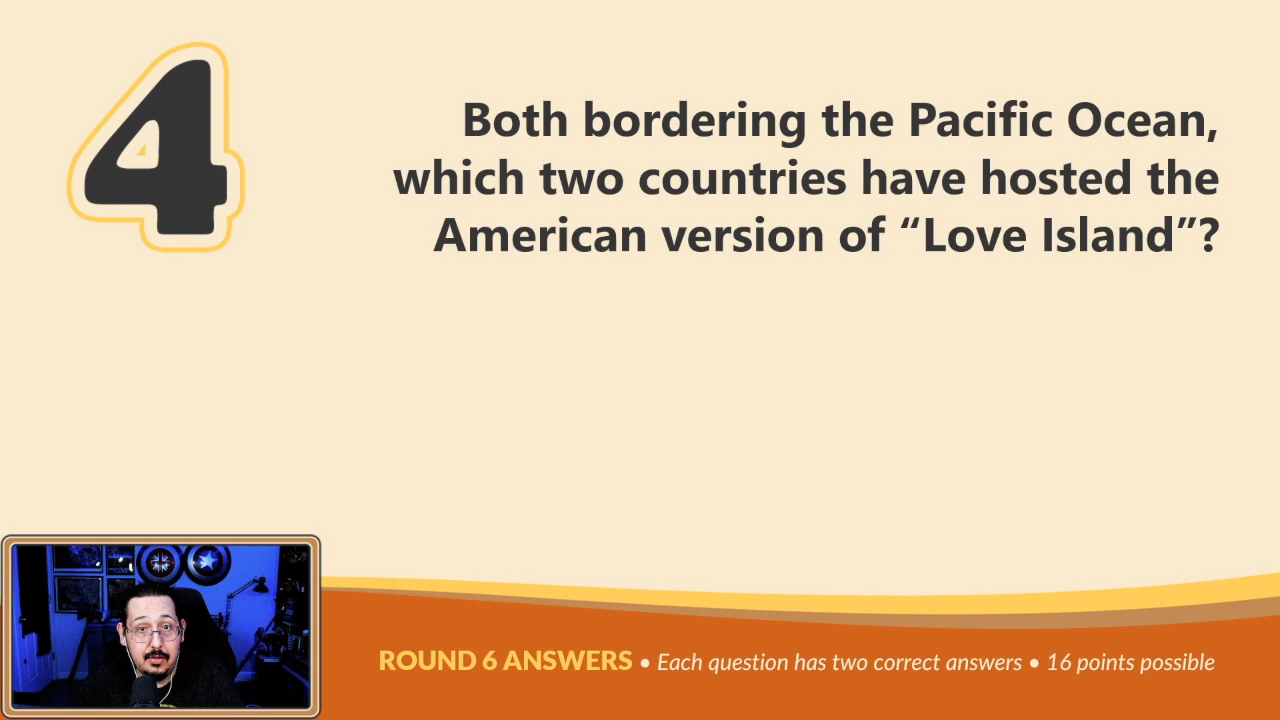 4
Both bordering the Pacific Ocean,
which two countries have hosted the
American version of “Love Island”?
ROUND 6 ANSWERS • Each question has two correct answers • 16 points possible